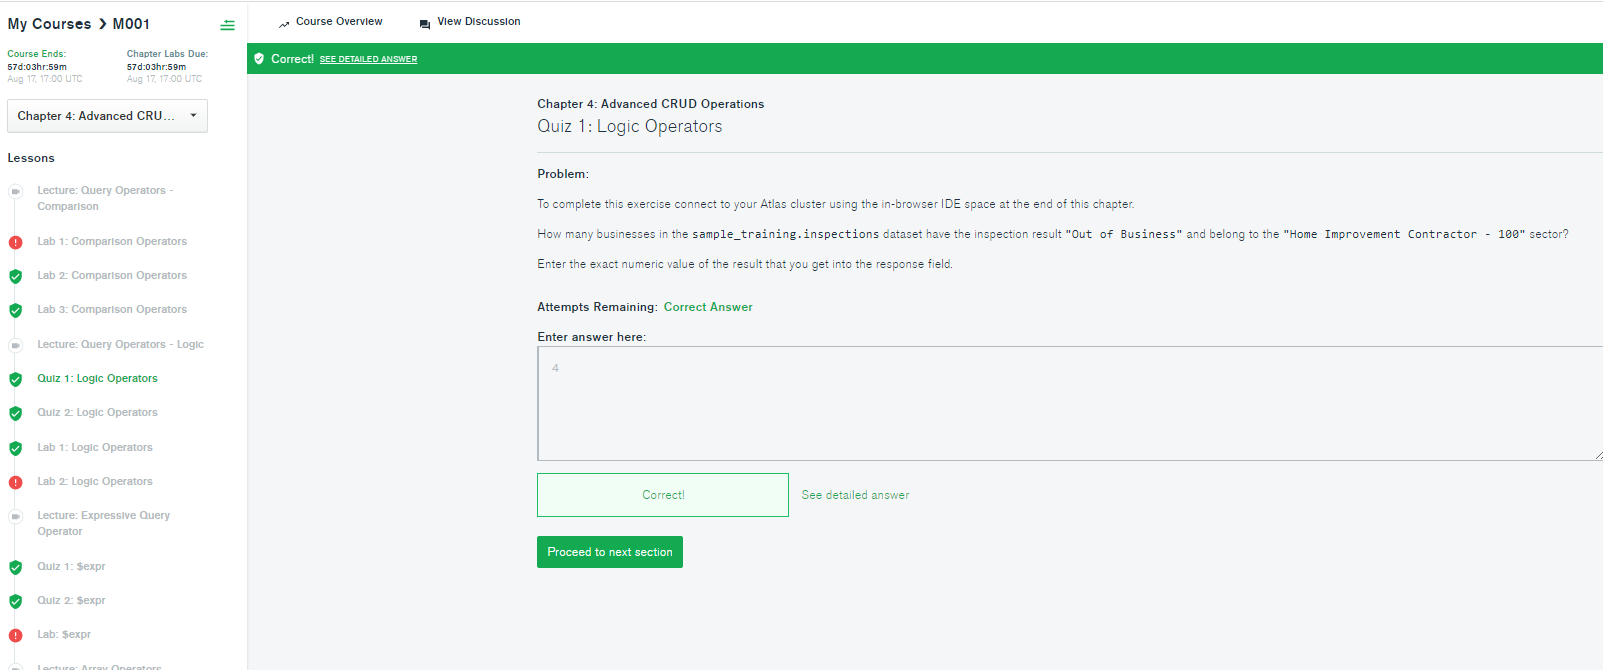 My Courses > M001
Course Ends:
57d:03hr:59m
Aug 17, 17:00 UTC
Chapter Labs Due:
57d:03hr:59m
Aug 17, 17:00 UTC
Chapter 4: Advanced CRU...
Lessons
Lecture: Query Operators -
Comparison
Lab 1: Comparison Operators
Lab 2: Comparison Operators
Lab 3: Comparison Operators
Lecture: Query Operators - Logic
Quiz 1: Logic Operators
Quiz 2: Logic Operators
Lab 1: Logic Operators
Lab 2: Logic Operators
Lecture: Expressive Query
Operator
Quiz 1: $expr
Quiz 2: $expr
Lab: $expr
Lecture: Array Operators
Course Overview
View Discussion
Correct! SEE DETAILED ANSWER
Chapter 4: Advanced CRUD Operations
Quiz 1: Logic Operators
Problem:
To complete this exercise connect to your Atlas cluster using the in-browser IDE space at the end of this chapter.
How many businesses in the sample_training.inspections dataset have the inspection result "Out of Business" and belong to the "Home Improvement Contractor - 100" sector?
Enter the exact numeric value of the result that you get into the response field.
Attempts Remaining: Correct Answer
Enter answer here:
4
Correct!
See detailed answer
Proceed to next section